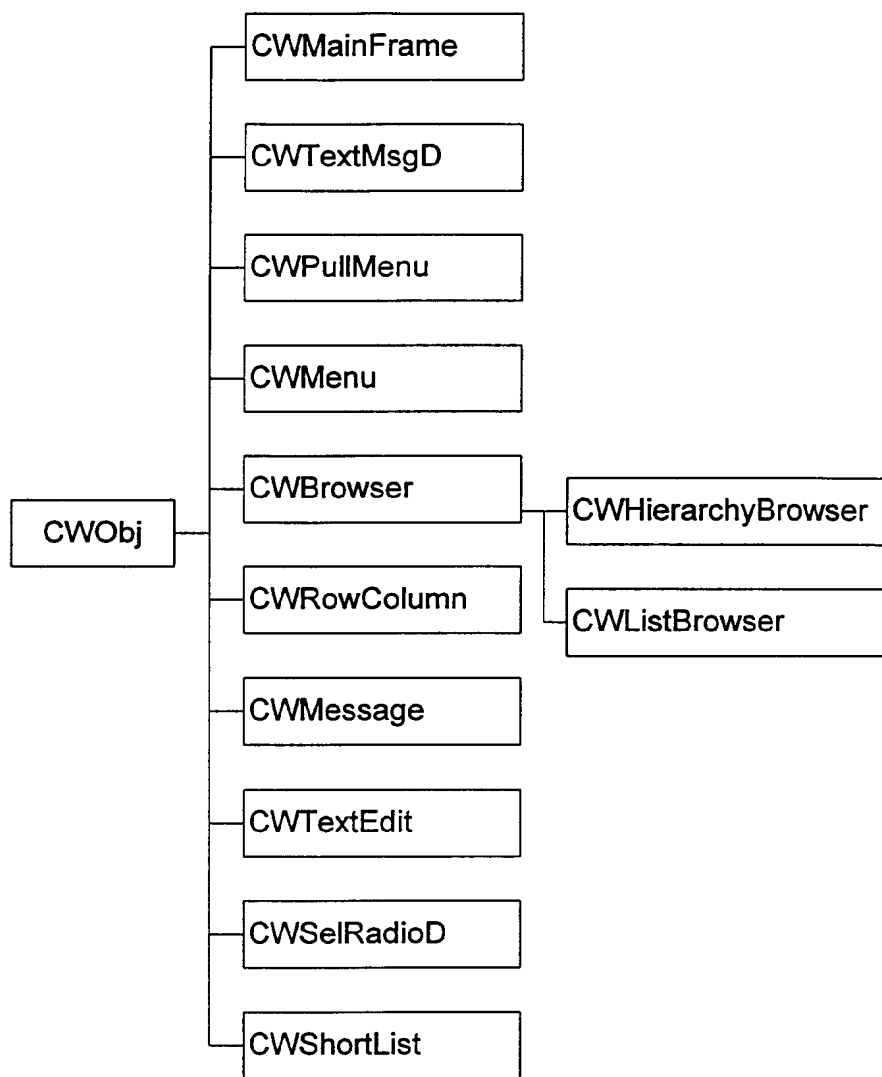 CWMainFrame
CWTextMsgD
CWPullMenu
CWMenu
CWBrowser
CWHierarchyBrowser
CWObj
CWRowColumn
CWListBrowser
CWMessage
CWTextEdit
CWSelRadioD
CWShortList